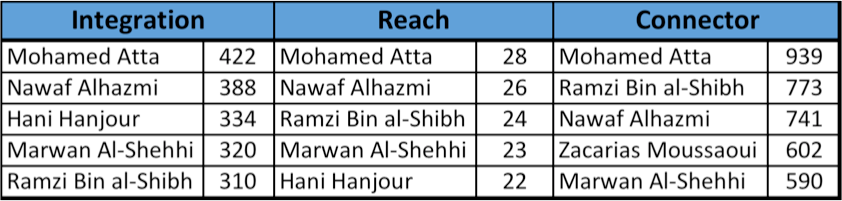 Integration Reach Connector
Mohamed Atta 422 Mohamed Atta 28 Mohamed Atta 939
Nawaf Alhazmi 388 Nawaf Alhazmi 26 Ramzi Bin al-Shibh 773
Hani Hanjour 334 Ramzi Bin al-Shibh 24 Nawaf Alhazmi 741
Marwan Al-Shehhi 320 Marwan Al-Shehhi 23 Zacarias Moussaoui 602
Ramzi Bin al-Shibh 310 Hani Hanjour 22 Marwan Al-Shehhi 590